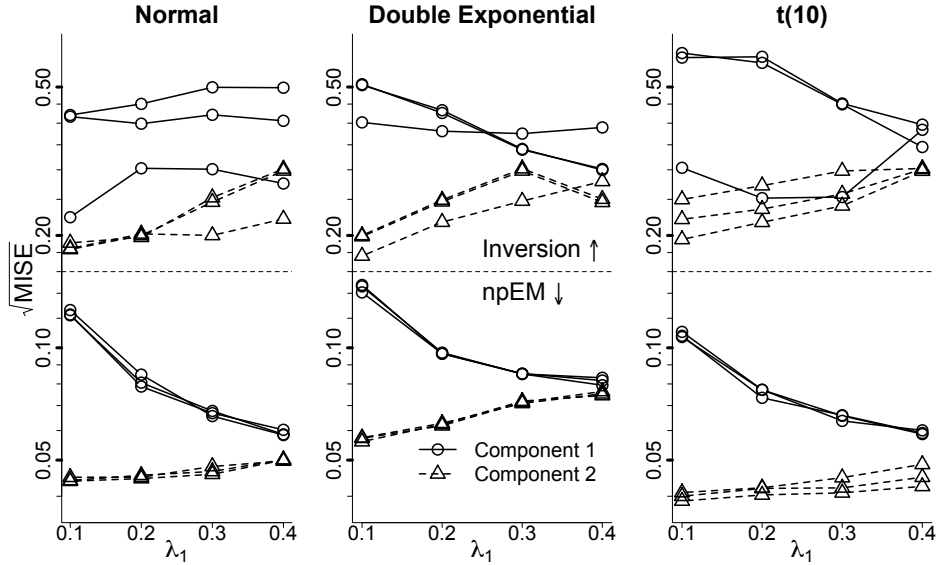 Normal
Double Exponential
t(10)
√MISE
0.50
0.20
0.10
0.05
0.50
0.20
0.10
0.05
0.50
0.20
0.10
0.05
Inversion ↑
npEM ↓
Component 1
Component 2
0.1 0.2 0.3 0.4
0.1 0.2 0.3 0.4
0.1 0.2 0.3 0.4
λ₁
λ₁
λ₁